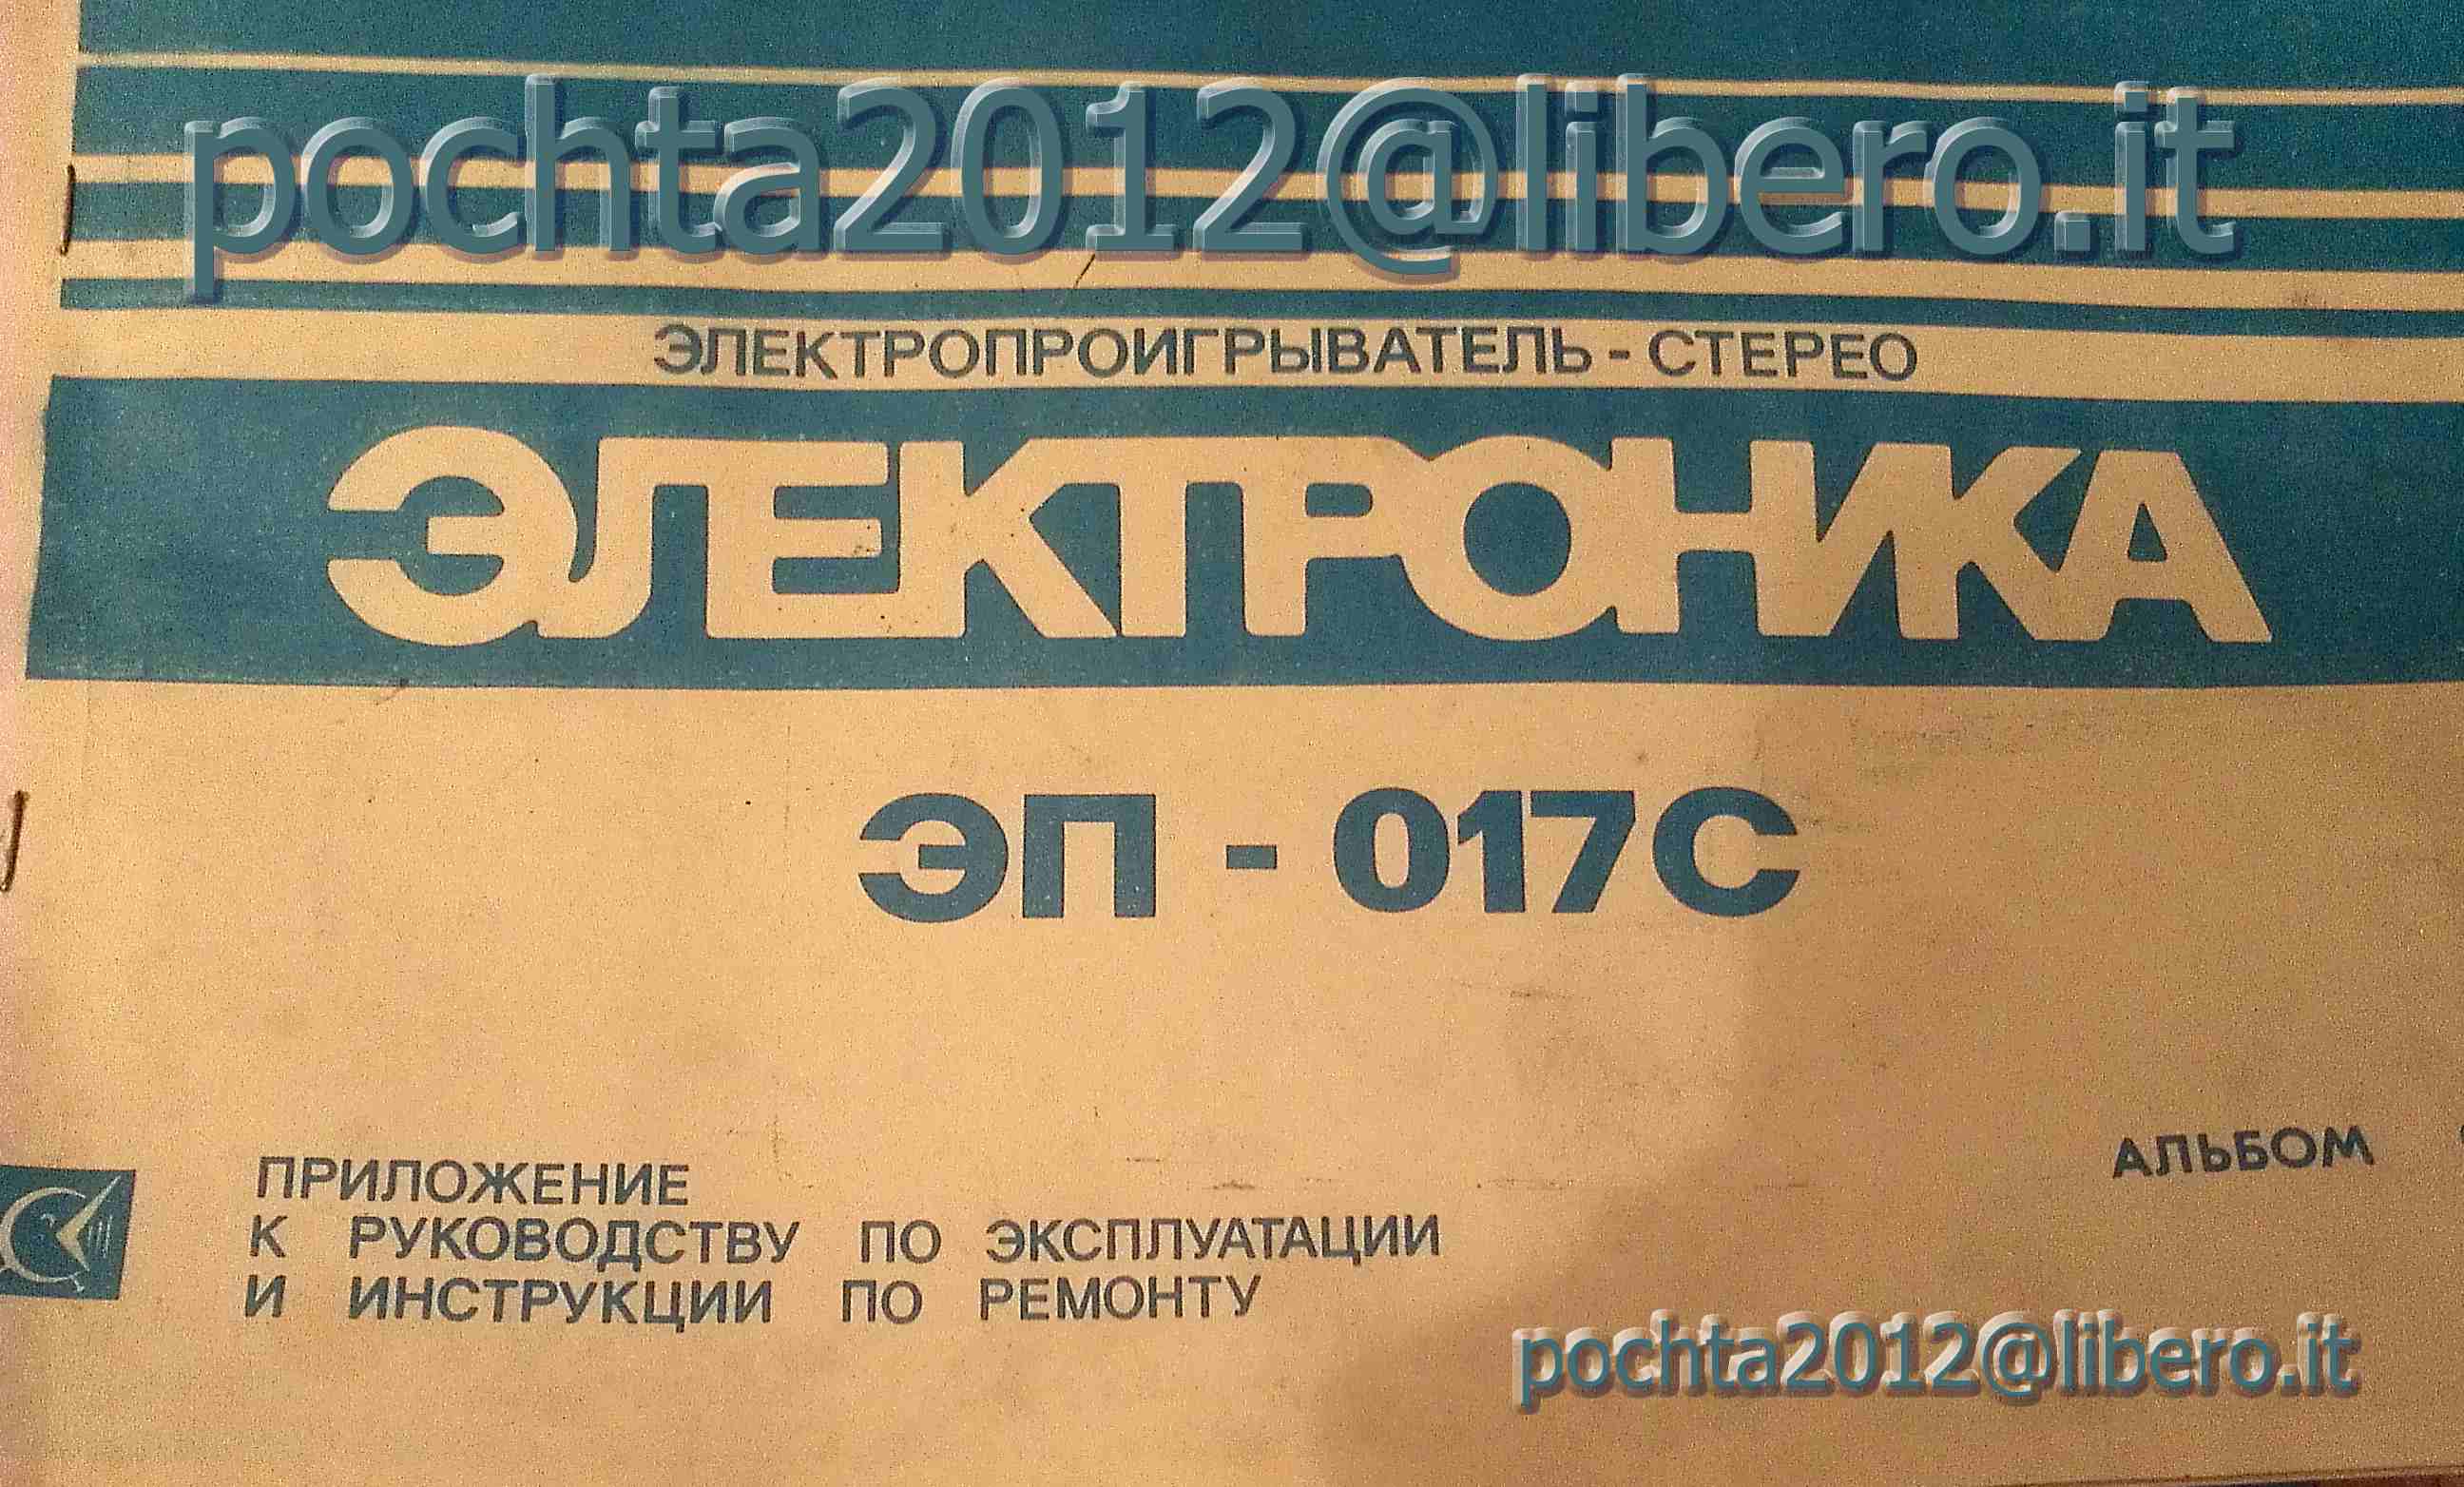 pochta2012@libero.it
ЭЛЕКТРОПРОИГРЫВАТЕЛЬ - СТЕРЕО
ЭЛЕКТРОНИКА
ЭП - 017С
АЛЬБОМ
ПРИЛОЖЕНИЕ
К РУКОВОДСТВУ ПО ЭКСПЛУАТАЦИИ
И ИНСТРУКЦИИ ПО РЕМОНТУ
pochta2012@libero.it